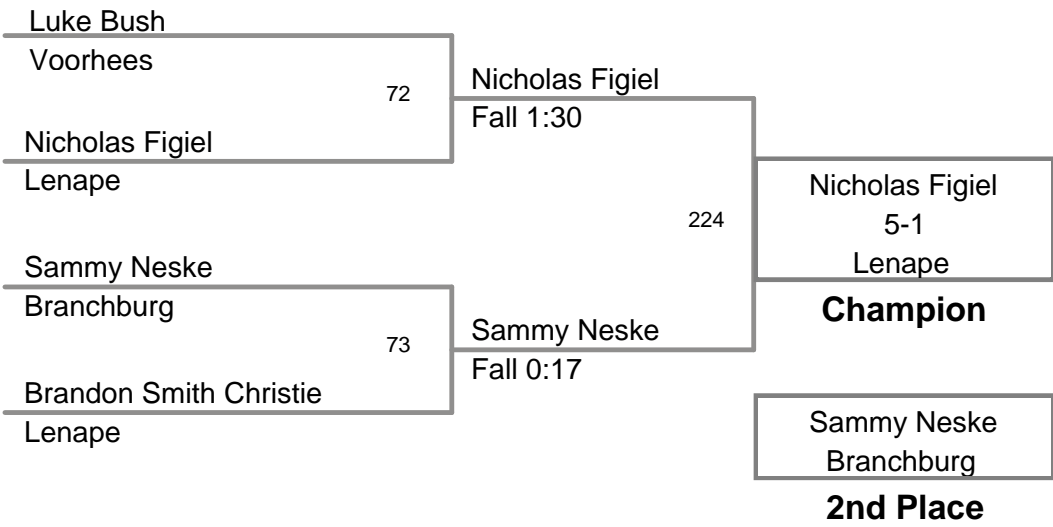 Luke Bush
Voorhees
72
Nicholas Figiel
Lenape
Nicholas Figiel
Fall 1:30
Sammy Neske
Branchburg
73
Brandon Smith Christie
Lenape
Sammy Neske
Fall 0:17
224
Nicholas Figiel
5-1
Lenape
Champion
Sammy Neske
Branchburg
2nd Place